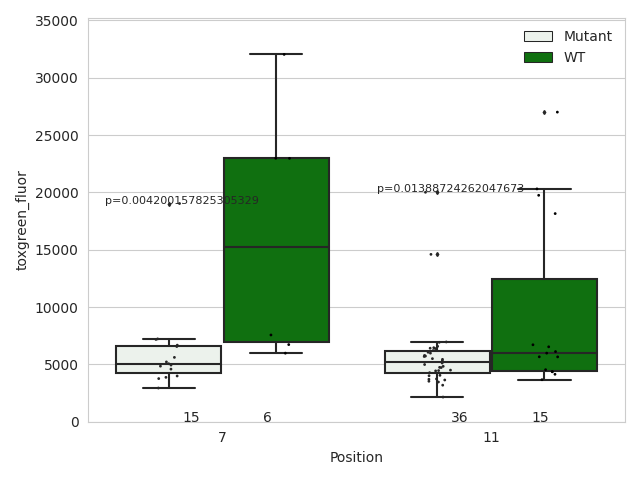 35000
30000
25000
20000
15000
10000
5000
0
toxgreen_fluor
Mutant
WT
p=0.004200157825305329
p=0.01388724262047673
15 6 36 15
7 11
Position